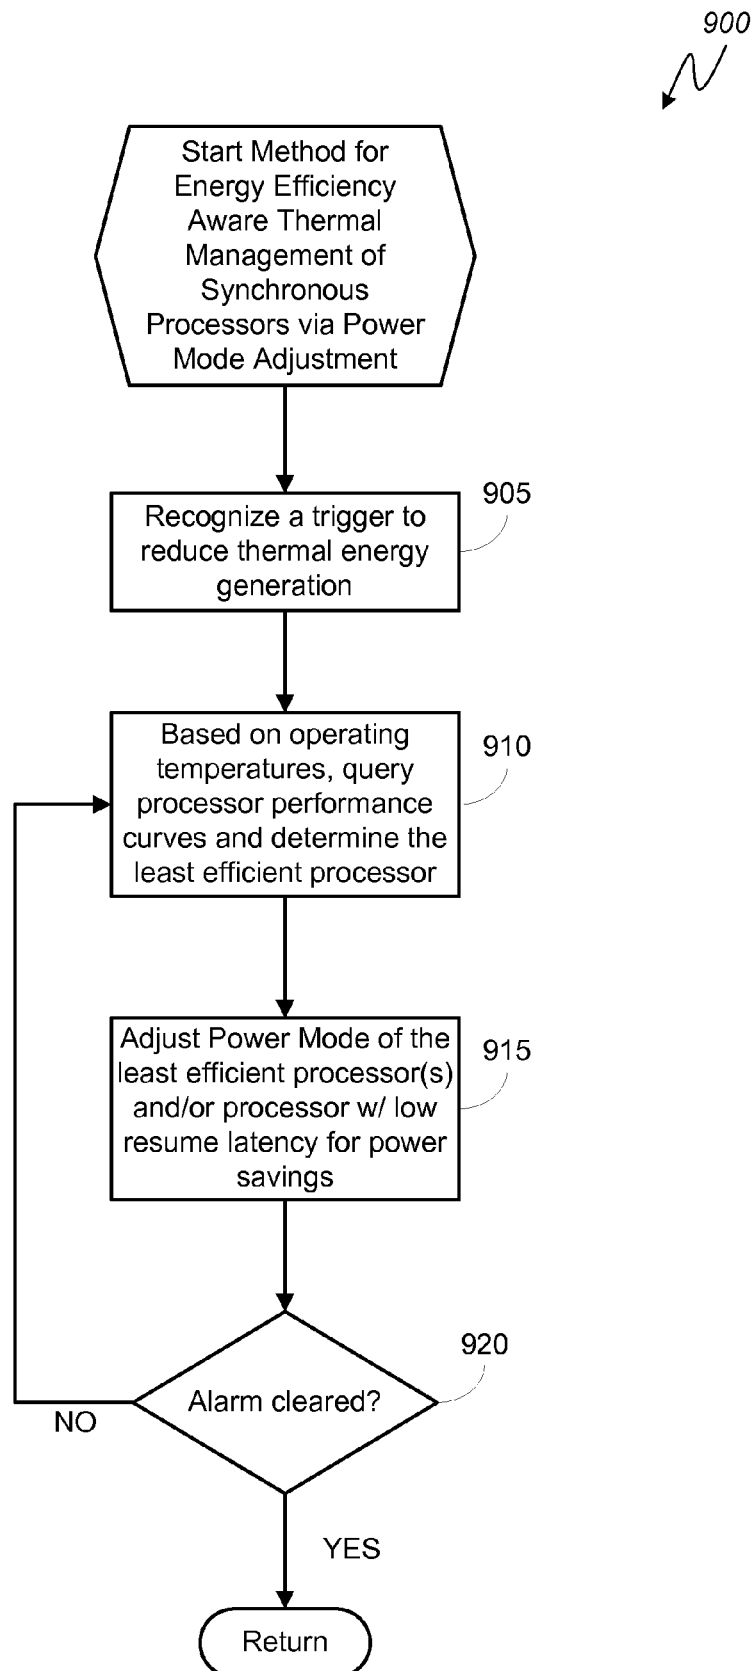 900
Start Method for
Energy Efficiency
Aware Thermal
Management of
Synchronous
Processors via Power
Mode Adjustment
905
Recognize a trigger to
reduce thermal energy
generation
910
Based on operating
temperatures, query
processor performance
curves and determine the
least efficient processor
915
Adjust Power Mode of the
least efficient processor(s)
and/or processor w/ low
resume latency for power
savings
920
Alarm cleared?
NO
YES
Return